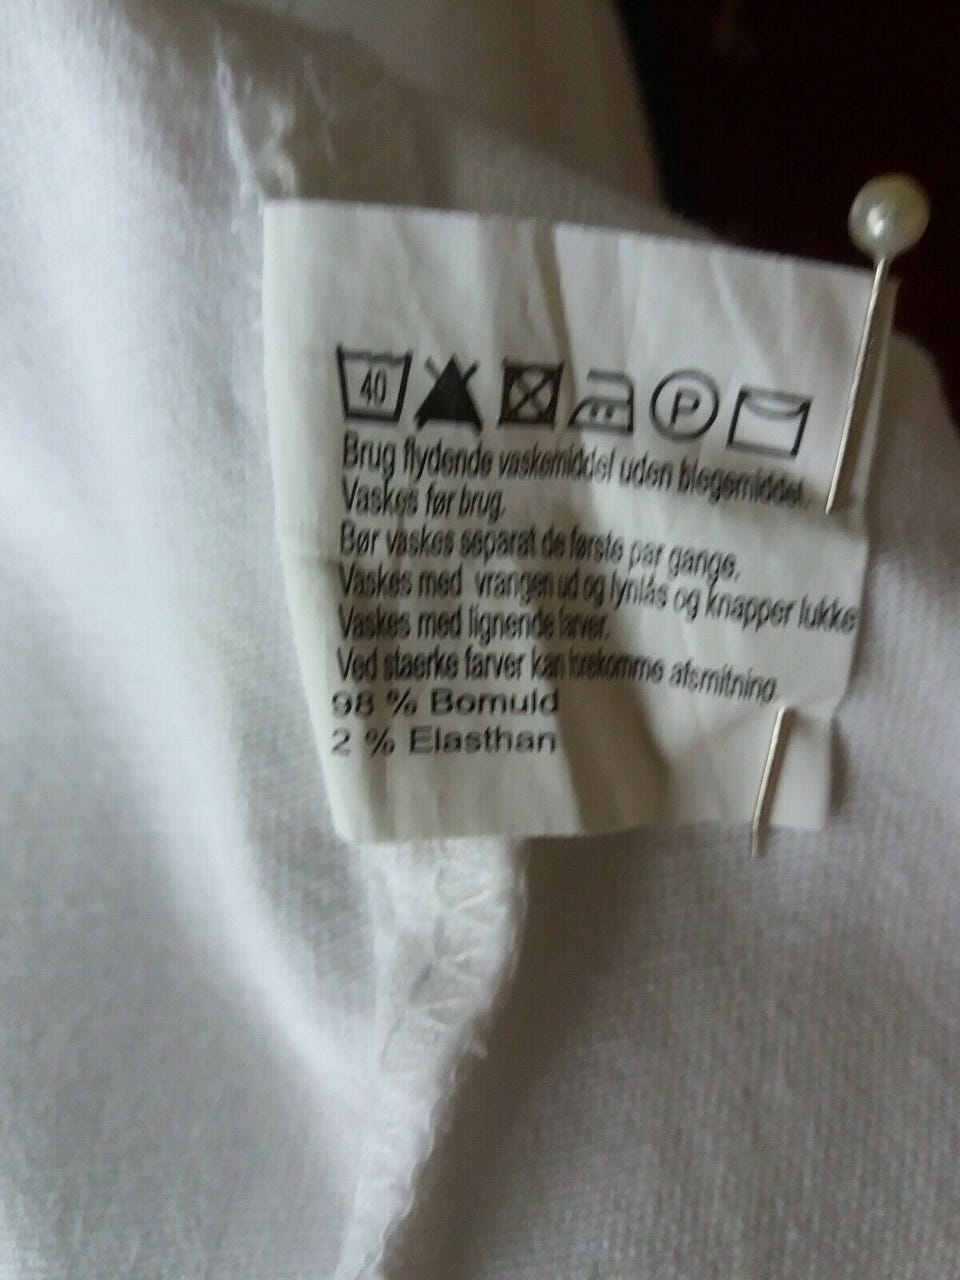 40 P
Brug flydende vaskemiddel uden blegemiddel.
Vaskes før brug.
Bør vaskes separat de første par gange.
Vaskes med vrangen ud og lynlås og knapper lukke
Vaskes med lignende farver.
Ved staerke farver kan forekomme afsmitning.
98 % Bomuld
2 % Elasthan